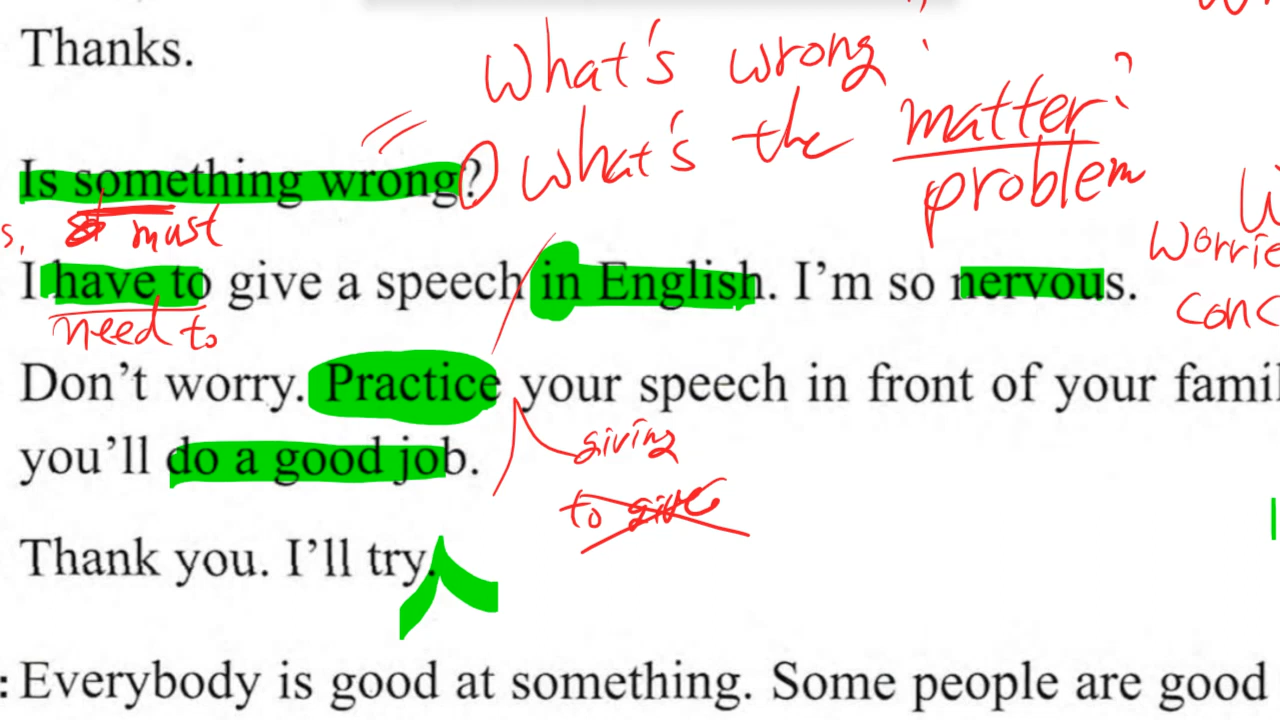 Thanks.
What's wrong
What's the matter?
problem
Is something wrong?
must
I have to give a speech in English. I'm so nervous.
need to
Don't worry. Practice your speech in front of your famil
giving
to give
you'll do a good job.
Thank you. I'll try.
: Everybody is good at something. Some people are good